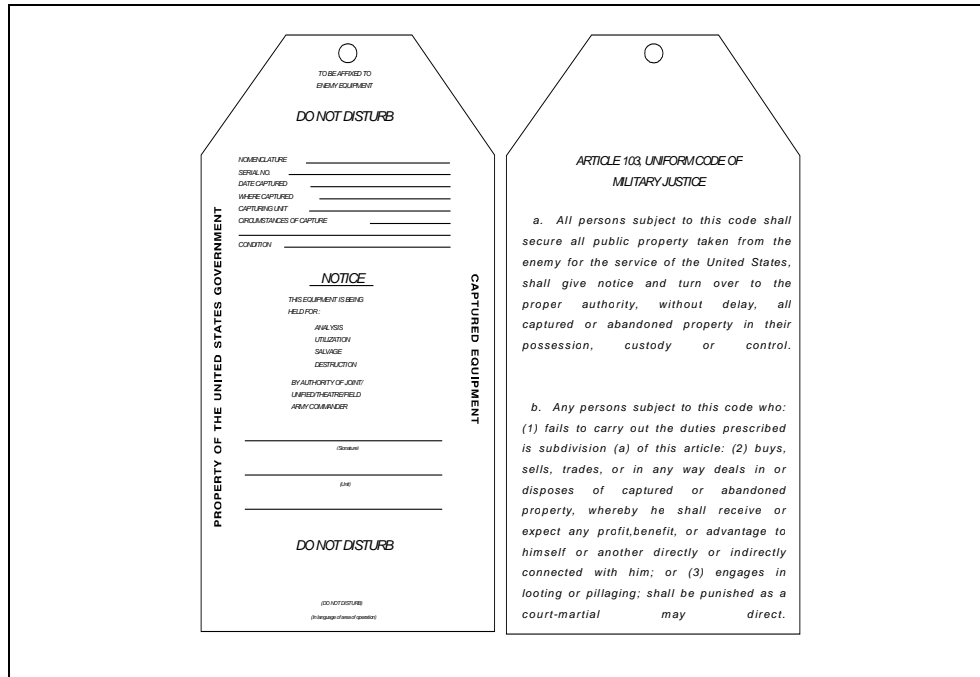 TO BE AFFIXED TO
ENEMY EQUIPMENT
DO NOT DISTURB
NOMENCLATURE
SERIAL NO.
DATE CAPTURED
WHERE CAPTURED
CAPTURING UNIT
CIRCUMSTANCES OF CAPTURE
CONDITION
PROPERTY OF THE UNITED STATES GOVERNMENT
CAPTURED EQUIPMENT
NOTICE
THIS EQUIPMENT IS BEING
HELD FOR :
ANALYSIS
UTILIZATION
SALVAGE
DESTRUCTION
BY AUTHORITY OF JOINT/
UNIFIED/THEATRE/FIELD
ARMY COMMANDER
(Signature)
(Unit)
DO NOT DISTURB
(DO NOT DISTURB)
(In language of area of operation)
ARTICLE 103, UNIFORM CODE OF
MILITARY JUSTICE
a. All persons subject to this code shall
secure all public property taken from the
enemy for the service of the United States,
shall give notice and turn over to the
proper authority, without delay, all
captured or abandoned property in their
possession, custody or control.
b. Any persons subject to this code who:
(1) fails to carry out the duties prescribed
is subdivision (a) of this article: (2) buys,
sells, trades, or in any way deals in or
disposes of captured or abandoned
property, whereby he shall receive or
expect any profit,benefit, or advantage to
himself or another directly or indirectly
connected with him; or (3) engages in
looting or pillaging; shall be punished as a
court-martial may direct.